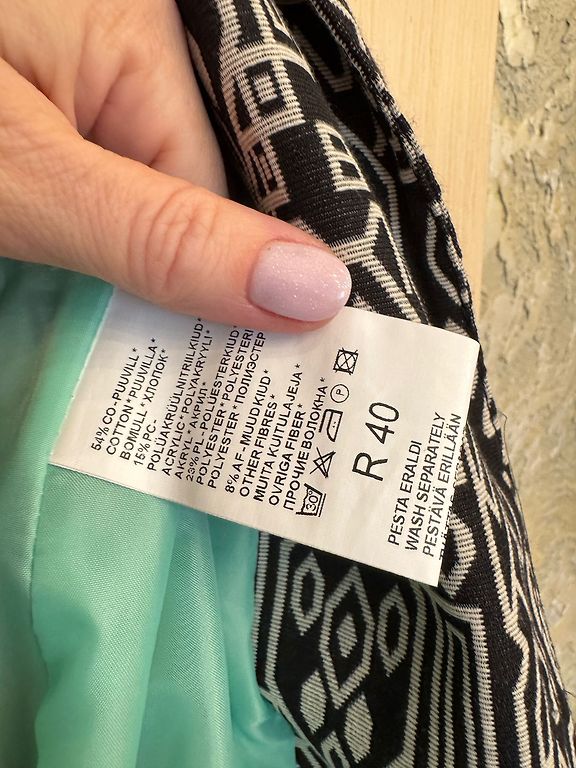 54% CO - PUUVILL *
COTTON * PUUVILLA *
BOMULL * ХЛОПОК *
15% PC -
POLÜAKRÜÜLNITRIILKIUD *
ACRYLIC * POLYAKRYYLI *
AKRYL * АКРИЛ *
23%PL - POLÜESTERKIUD *
POLYESTER * POLYESTERI
POLYESTER * ПОЛИЭСТЕР
8% AF - MUUD KIUD *
OTHER FIBRES *
MUITA KUITULAJEJA *
OVRIGA FIBER *
ПРОЧИЕ ВОЛОКНА *
30° P
R 40
PESTA ERALDI
WASH SEPARATELY
PESTÄVÄ ERILLÄÄN